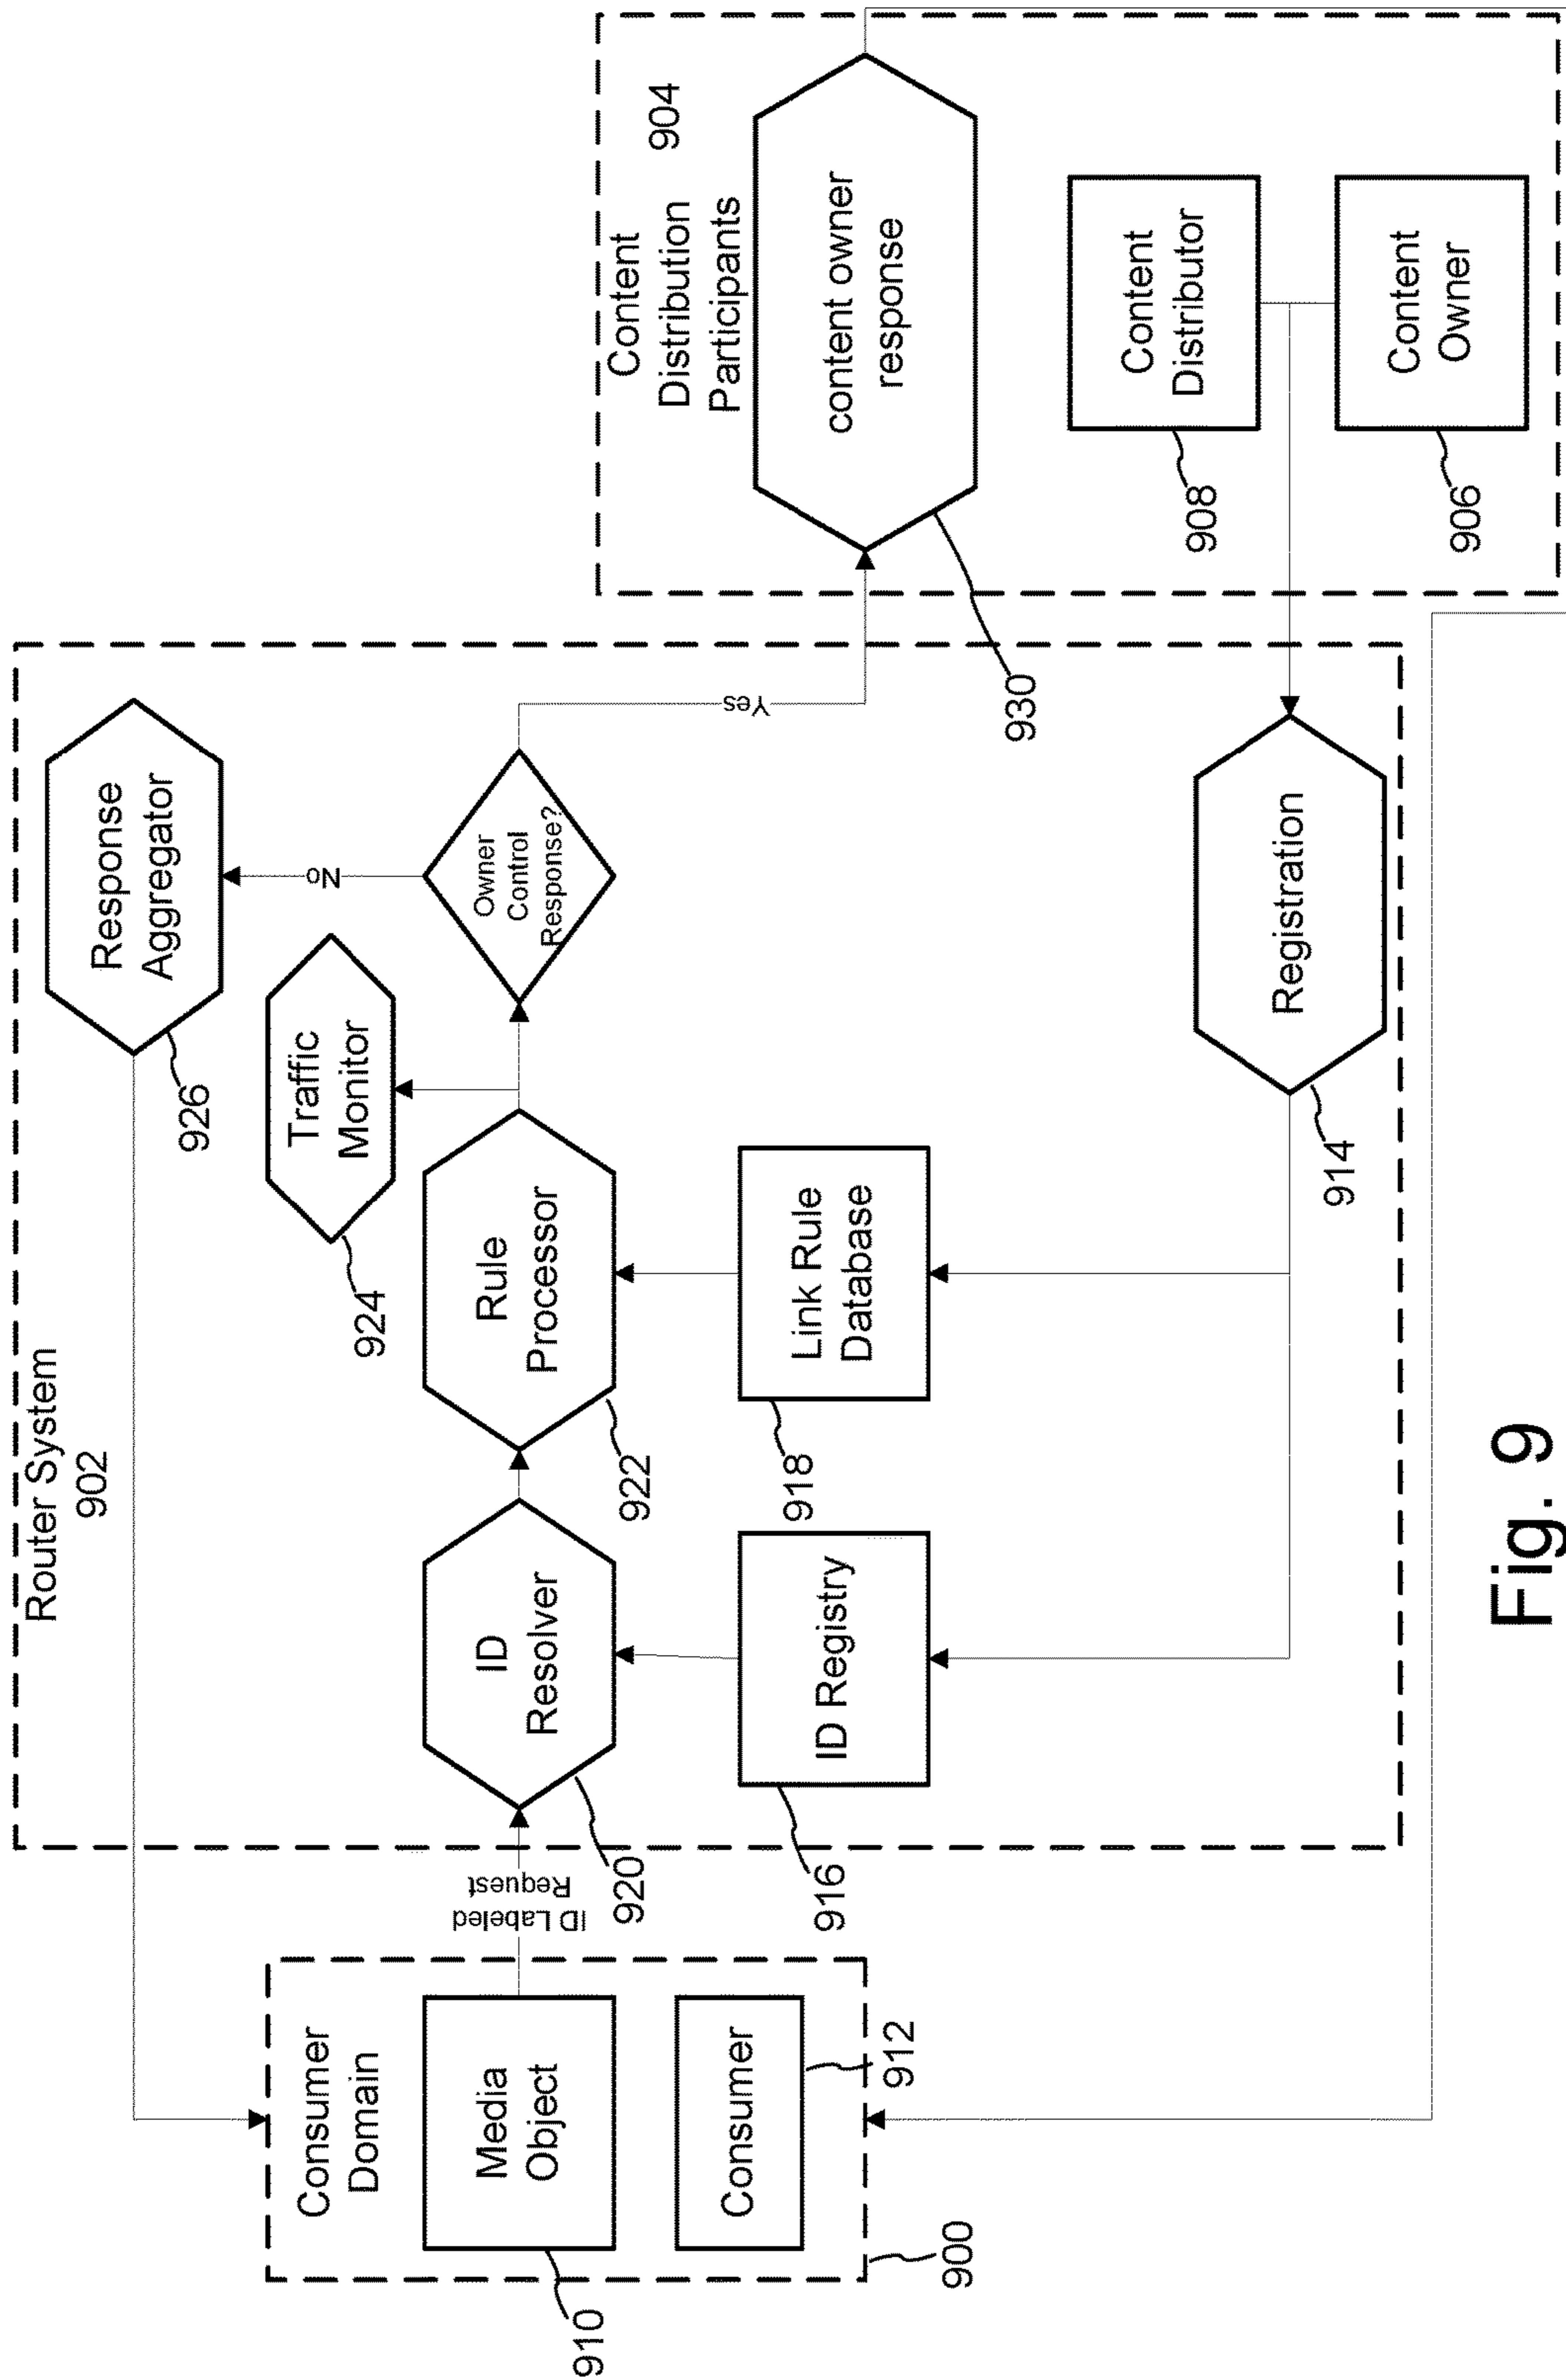 Router System
902
Response
Aggregator
926
Content
Distribution
Participants
904
Consumer
Domain
Traffic
Monitor
924
No
Media
Object
910
ID Labeled
Request
ID
Resolver
920
Rule
Processor
922
Owner
Control
Response?
Yes
content owner
response
930
Consumer
912
900
ID Registry
916
Link Rule
Database
918
Content
Distributor
908
Registration
914
Content
Owner
906
Fig. 9